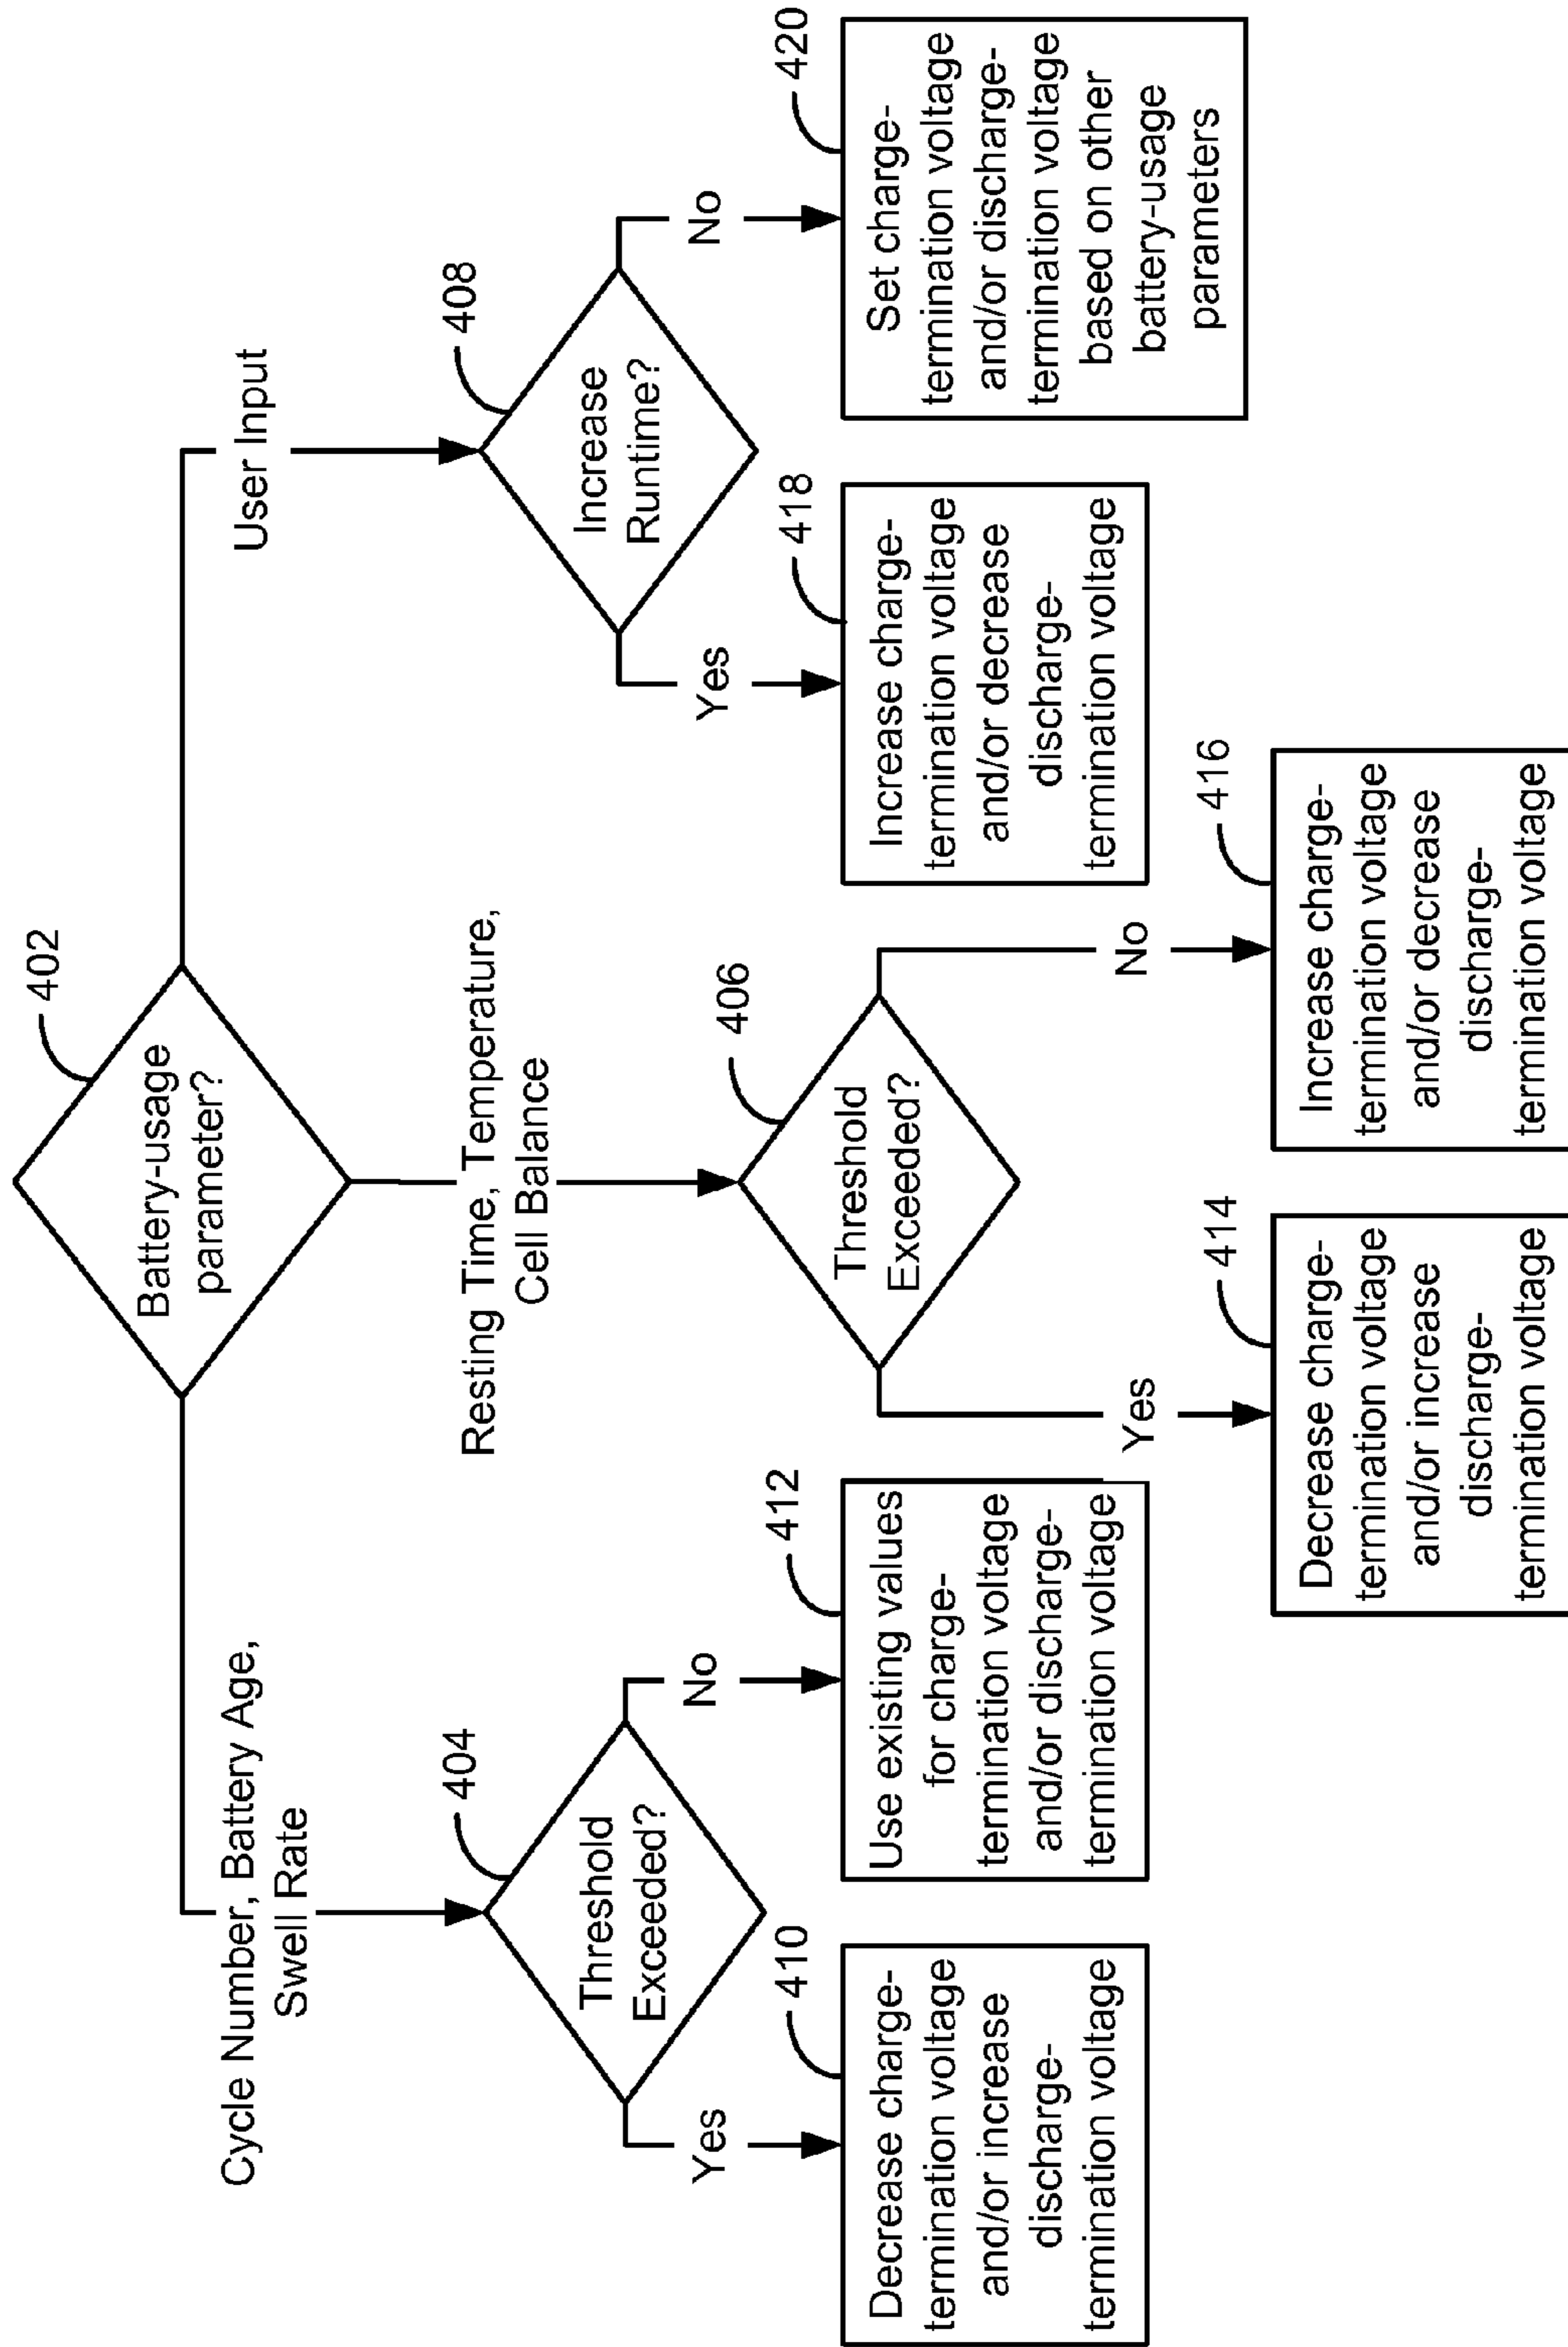 402
Battery-usage
parameter?
Cycle Number, Battery Age,
Swell Rate
Resting Time, Temperature,
Cell Balance
User Input
404
Threshold
Exceeded?
406
Threshold
Exceeded?
408
Increase
Runtime?
Yes
No
Yes
No
Yes
No
410
Decrease charge-
termination voltage
and/or increase
discharge-
termination voltage
412
Use existing values
for charge-
termination voltage
and/or discharge-
termination voltage
414
Decrease charge-
termination voltage
and/or increase
discharge-
termination voltage
416
Increase charge-
termination voltage
and/or decrease
discharge-
termination voltage
418
Increase charge-
termination voltage
and/or decrease
discharge-
termination voltage
420
Set charge-
termination voltage
and/or discharge-
termination voltage
based on other
battery-usage
parameters